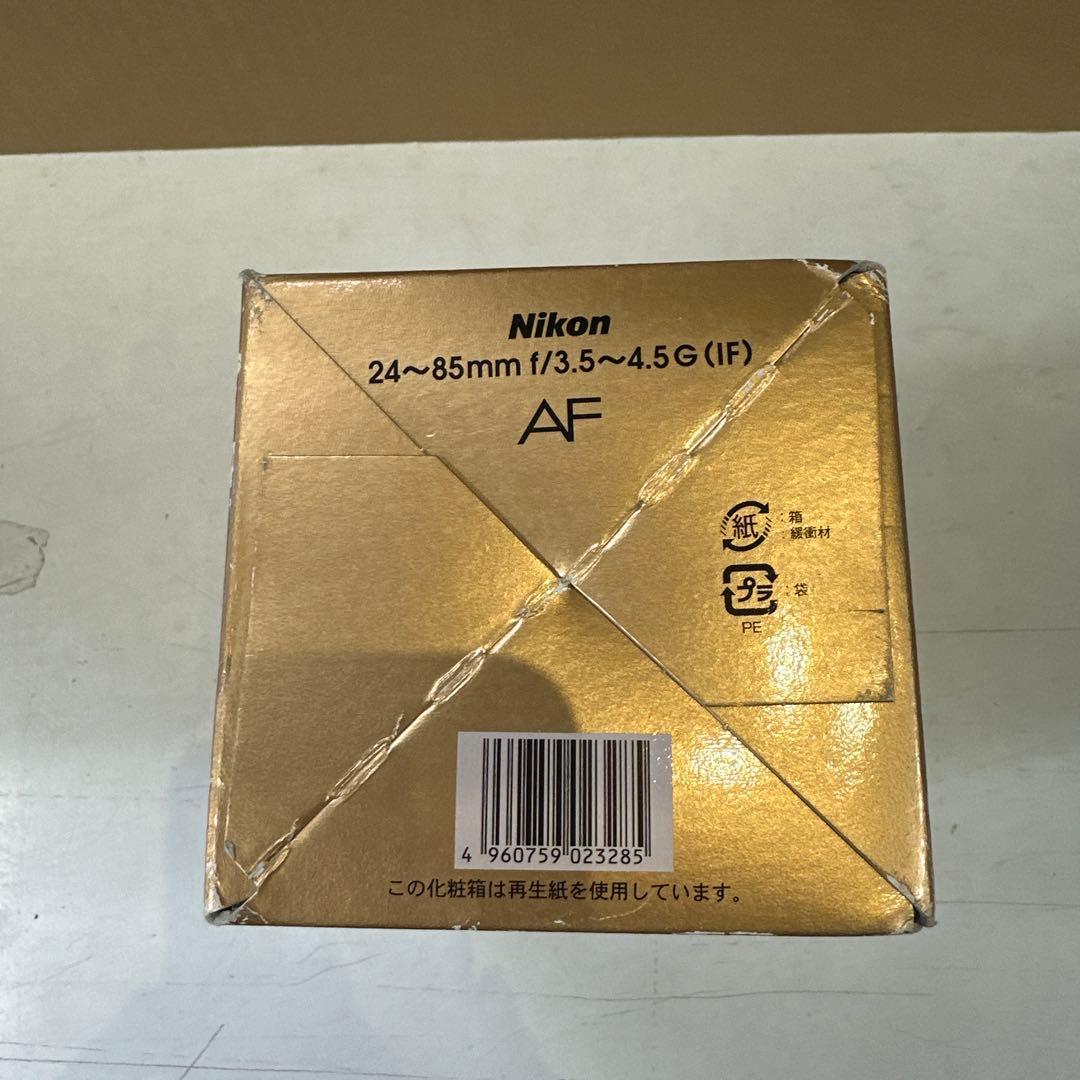 Nikon
24〜85mm f/3.5〜4.5G(IF)
AF
紙 :箱
:緩衝材
プラ :袋
PE
4 960759 023285
この化粧箱は再生紙を使用しています。